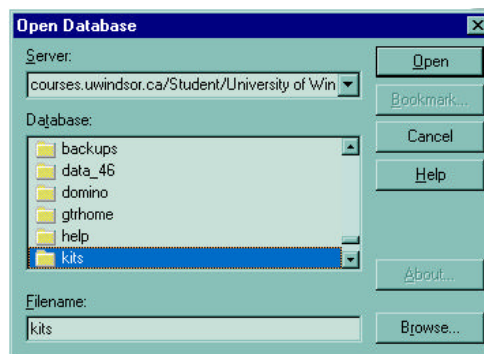 Open Database
Server:
courses.uwindsor.ca/Student/University of Win
Database:
backups
data_46
domino
gtrhome
help
kits
Filename:
kits
Open
Bookmark...
Cancel
Help
About...
Browse...